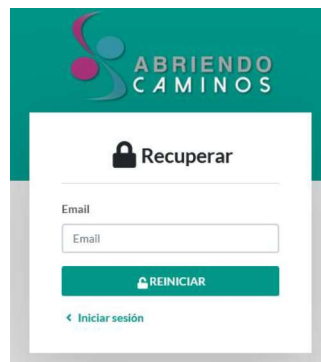 ABRIENDO
CAMINOS
Recuperar
Email
Email
REINICIAR
Iniciar sesión